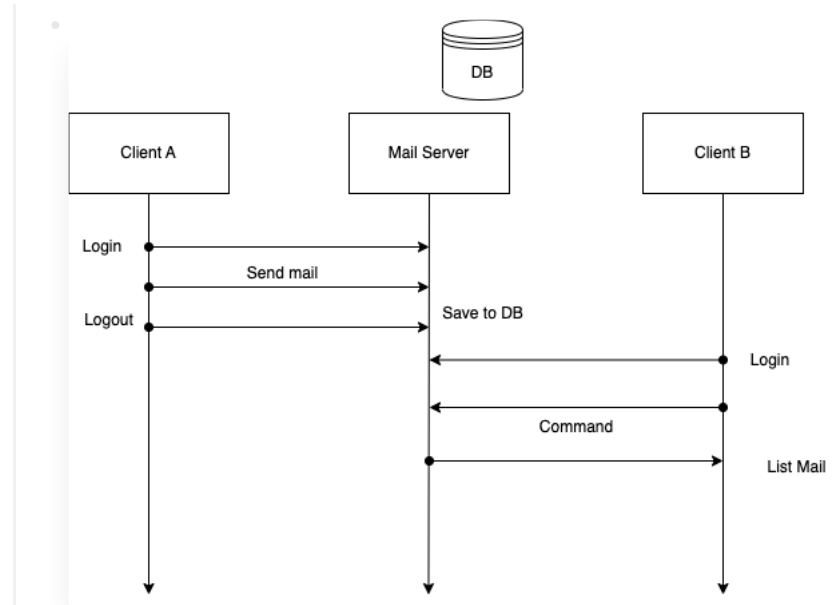 DB
Client A
Mail Server
Client B
Login
Send mail
Logout
Save to DB
Login
Command
List Mail